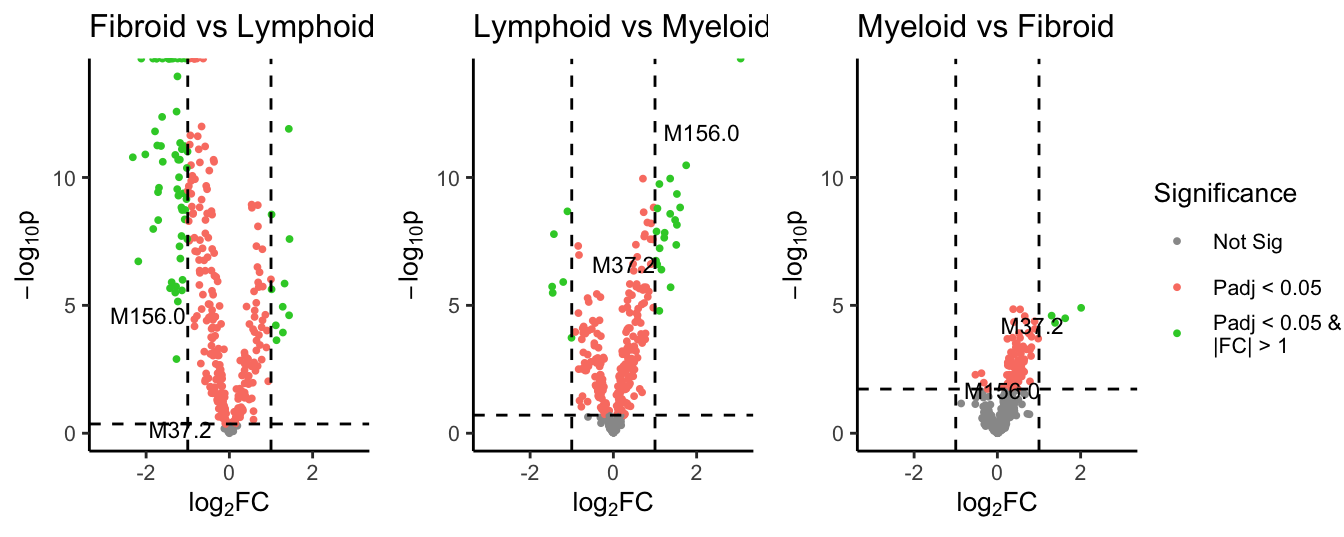 Fibroid vs Lymphoid
Lymphoid vs Myeloid
Myeloid vs Fibroid
−log10p
10
5
0
M156.0
M37.2
-2
0
2
log2FC
−log10p
10
5
0
M156.0
M37.2
-2
0
2
log2FC
−log10p
10
5
0
M37.2
M156.0
-2
0
2
log2FC
Significance
Not Sig
Padj < 0.05
Padj < 0.05 &
|FC| > 1